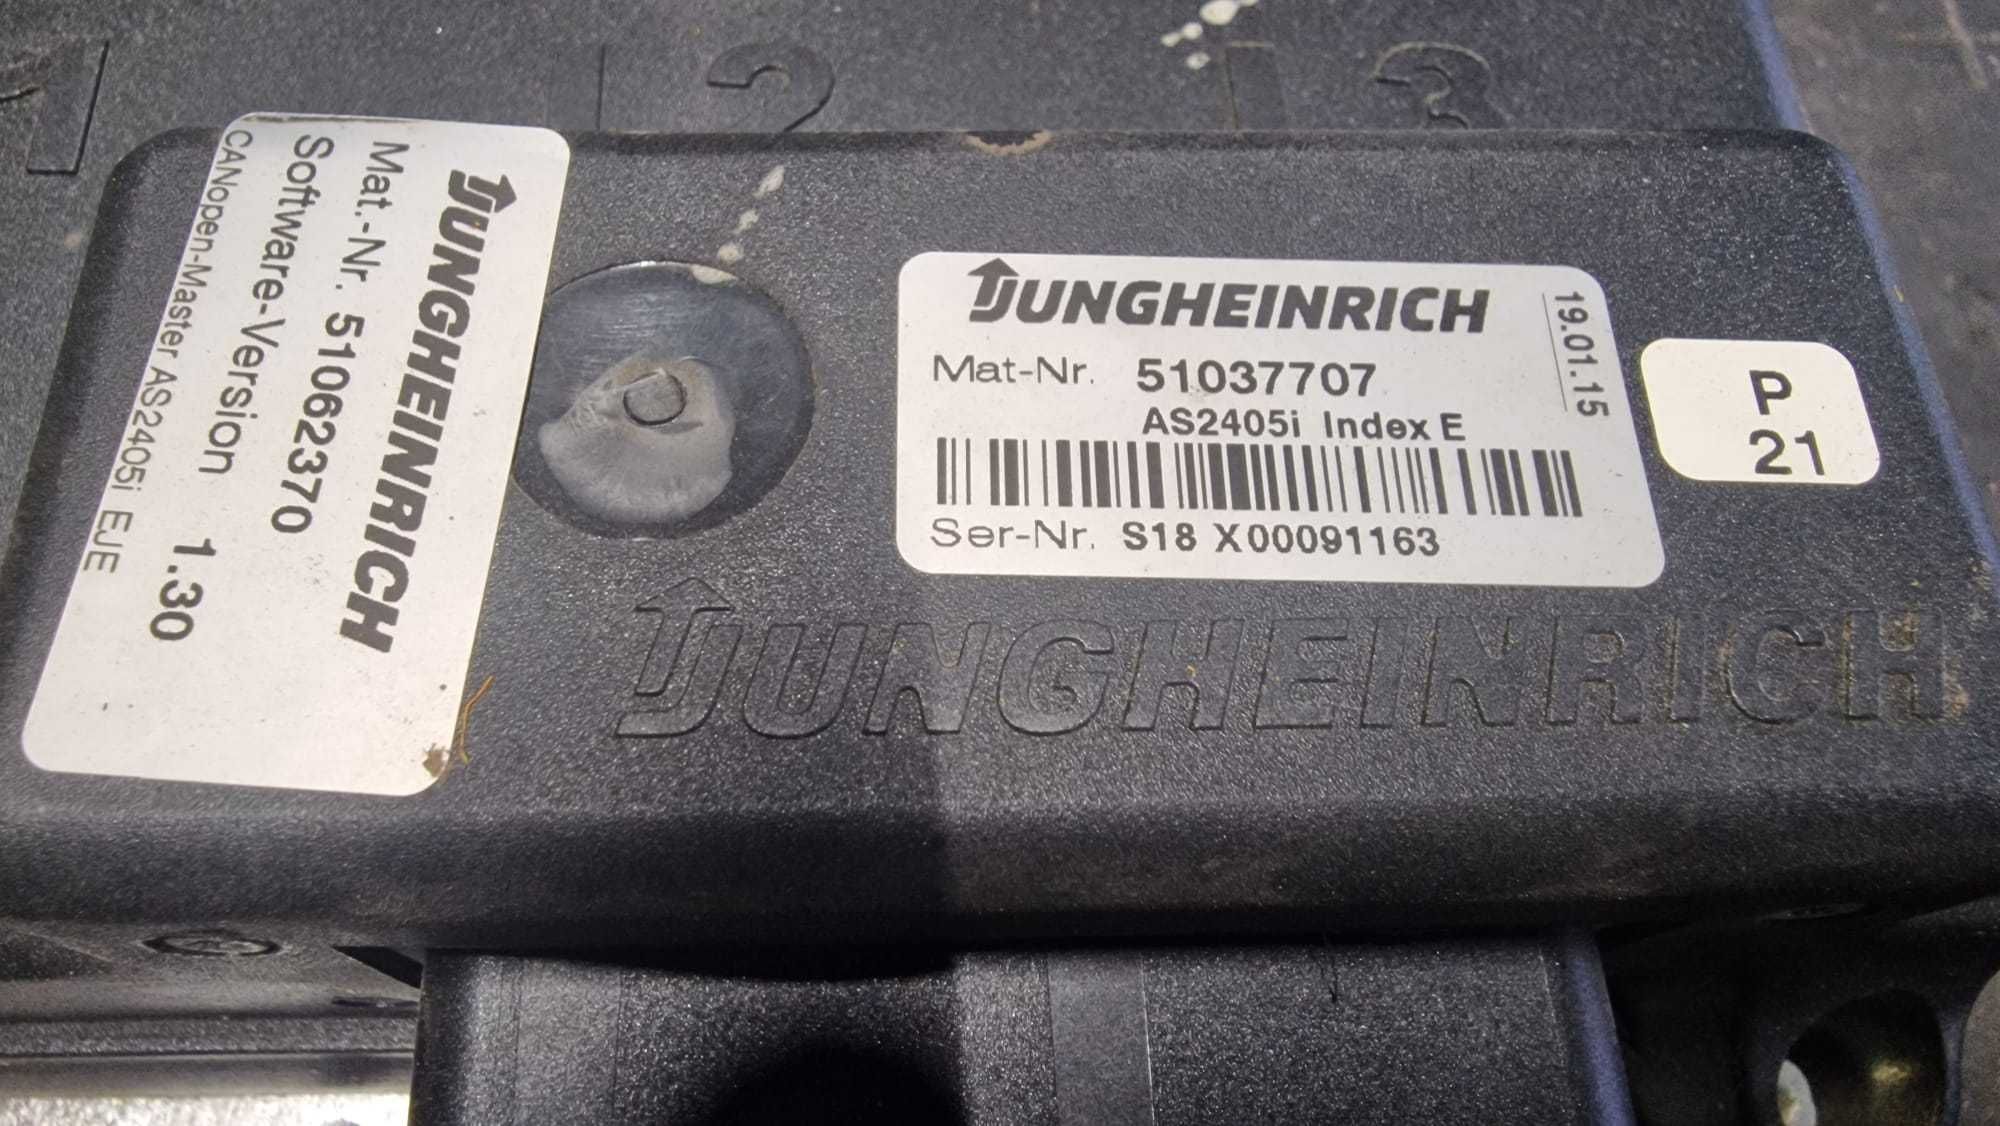 1
2
3
JUNGHEINRICH
Mat.-Nr. 51062370
Software-Version 1.30
CANopen-Master AS2405i EJE
JUNGHEINRICH
19.01.15
Mat-Nr. 51037707
AS2405i Index E
Ser-Nr. S18 X00091163
P
21
JUNGHEINRICH